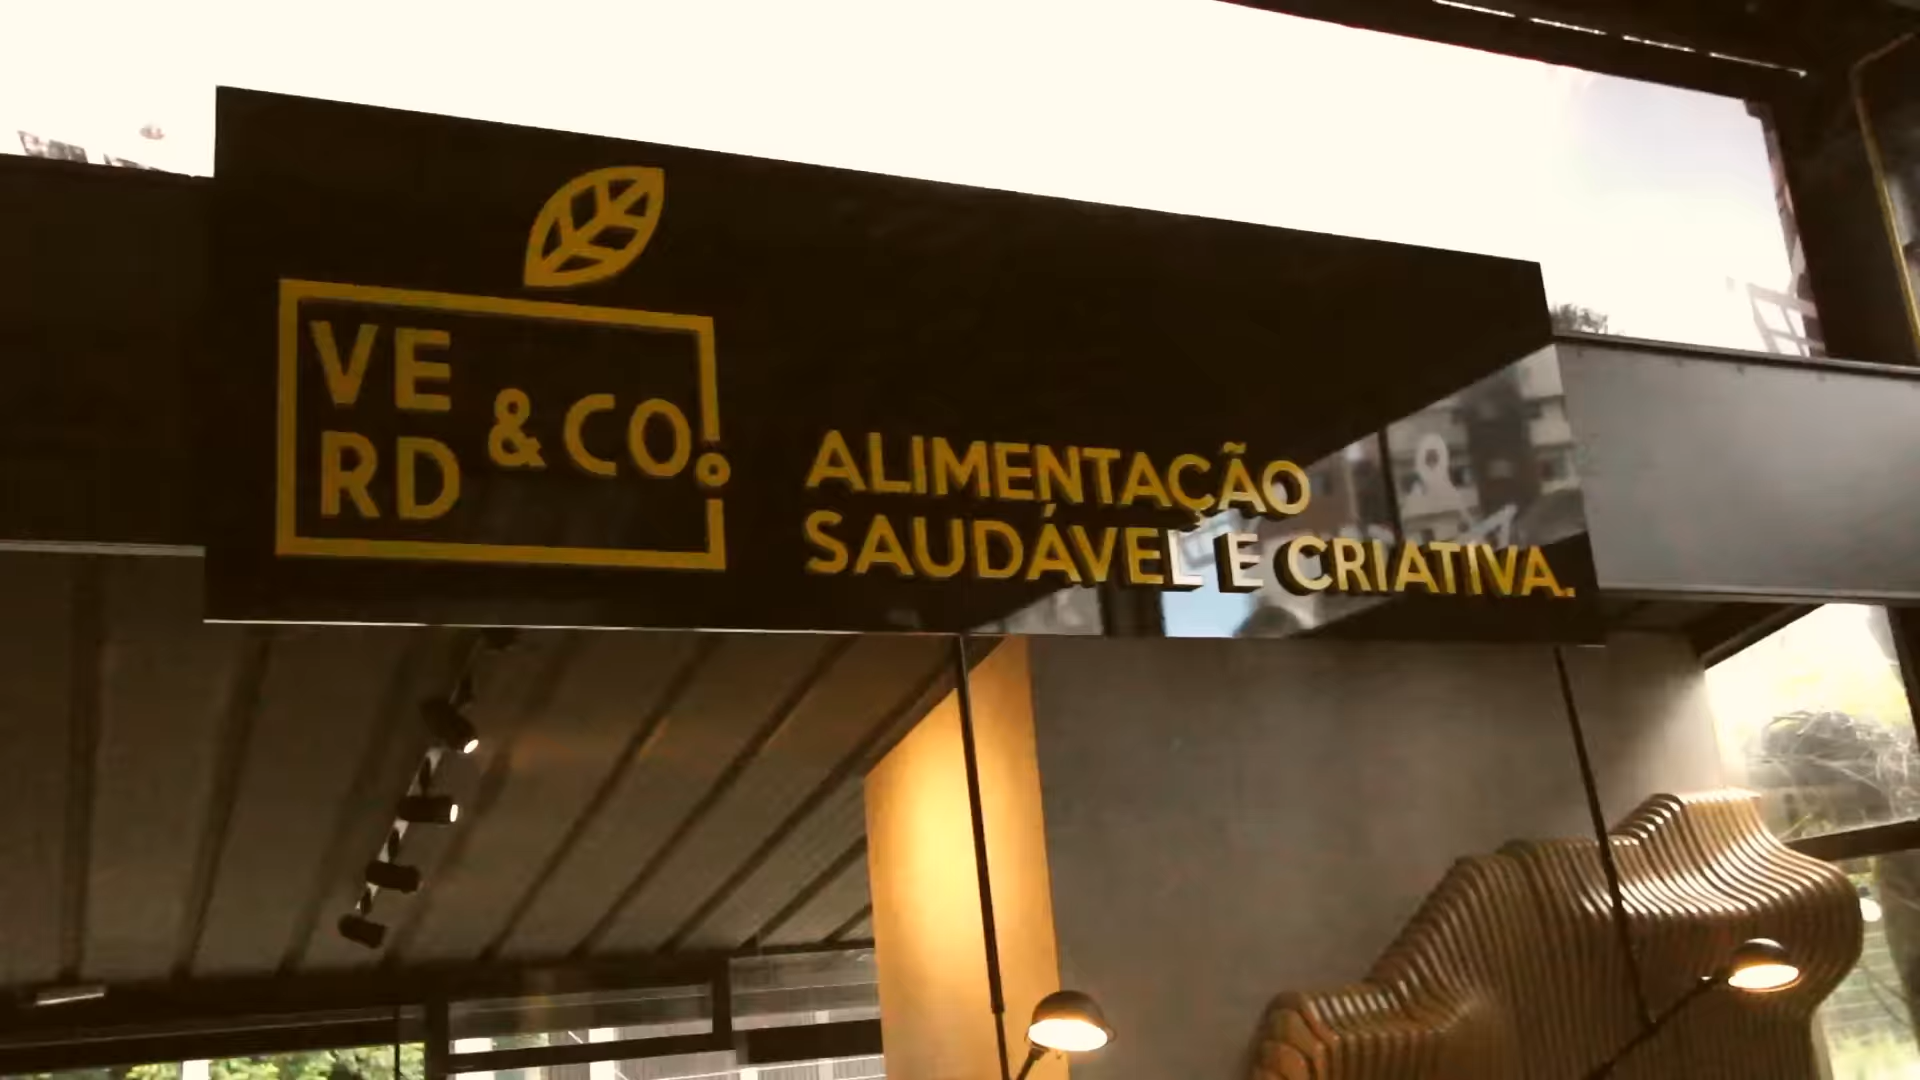 VE
RD
& CO.
ALIMENTAÇÃO
SAUDÁVEL E CRIATIVA.